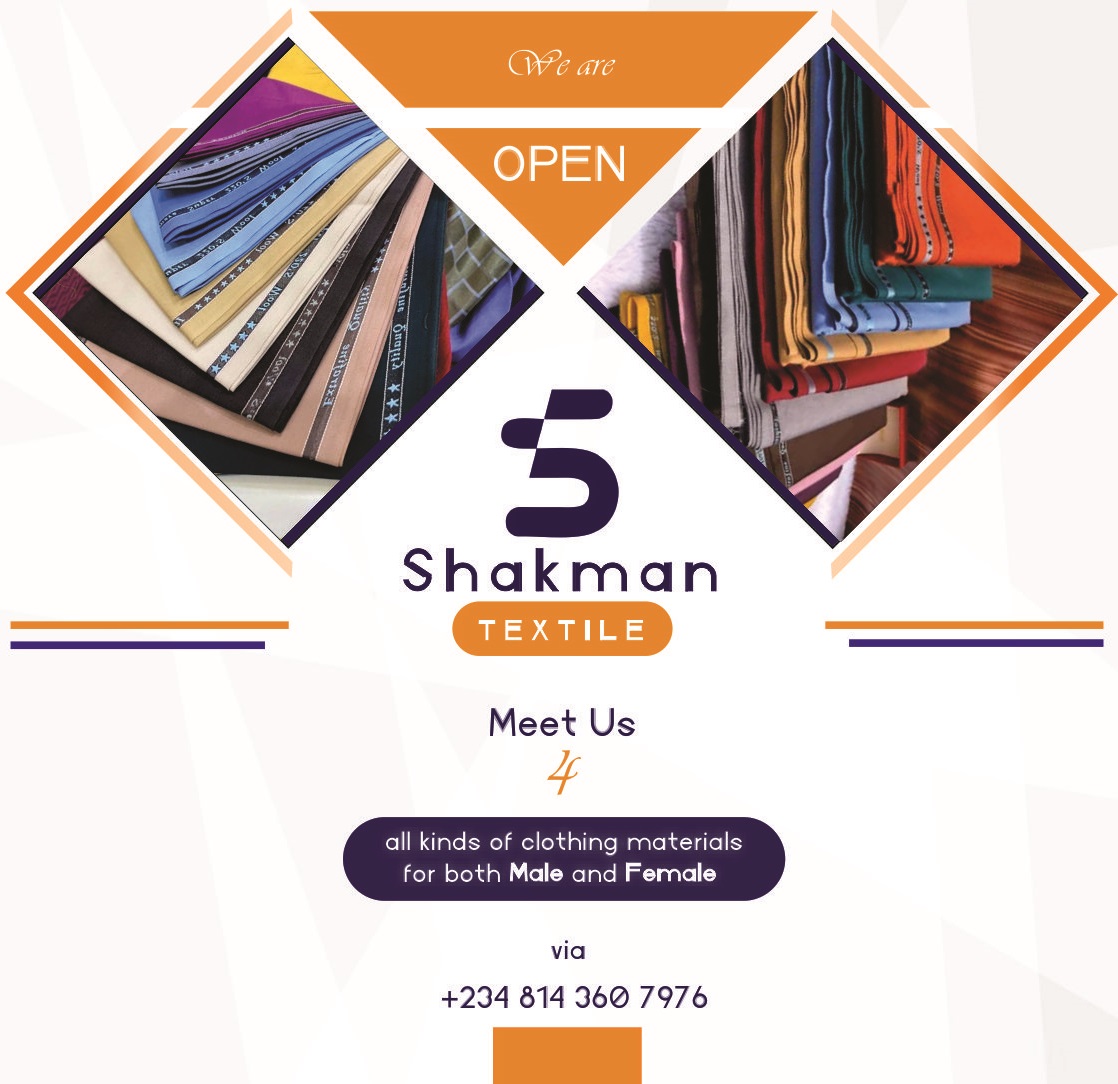 We are
OPEN
Shakman
TEXTILE
Meet Us
4
all kinds of clothing materials
for both Male and Female
via
+234 814 360 7976